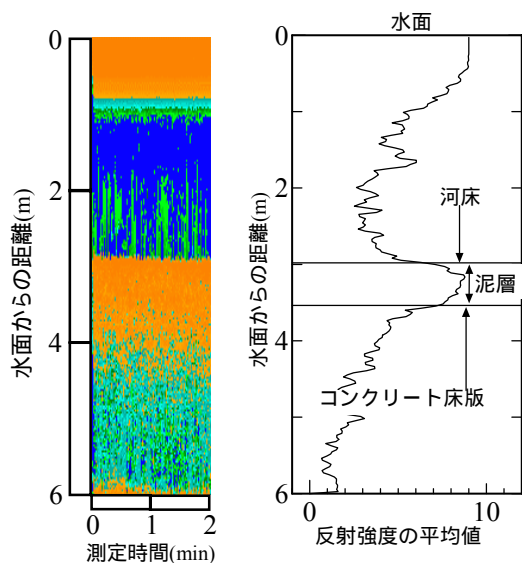 0
2
4
6
水面からの距離(m)
0
1
2
測定時間(min)
水面
0
2
4
6
水面からの距離(m)
河床
泥層
コンクリート床版
0
10
反射強度の平均値